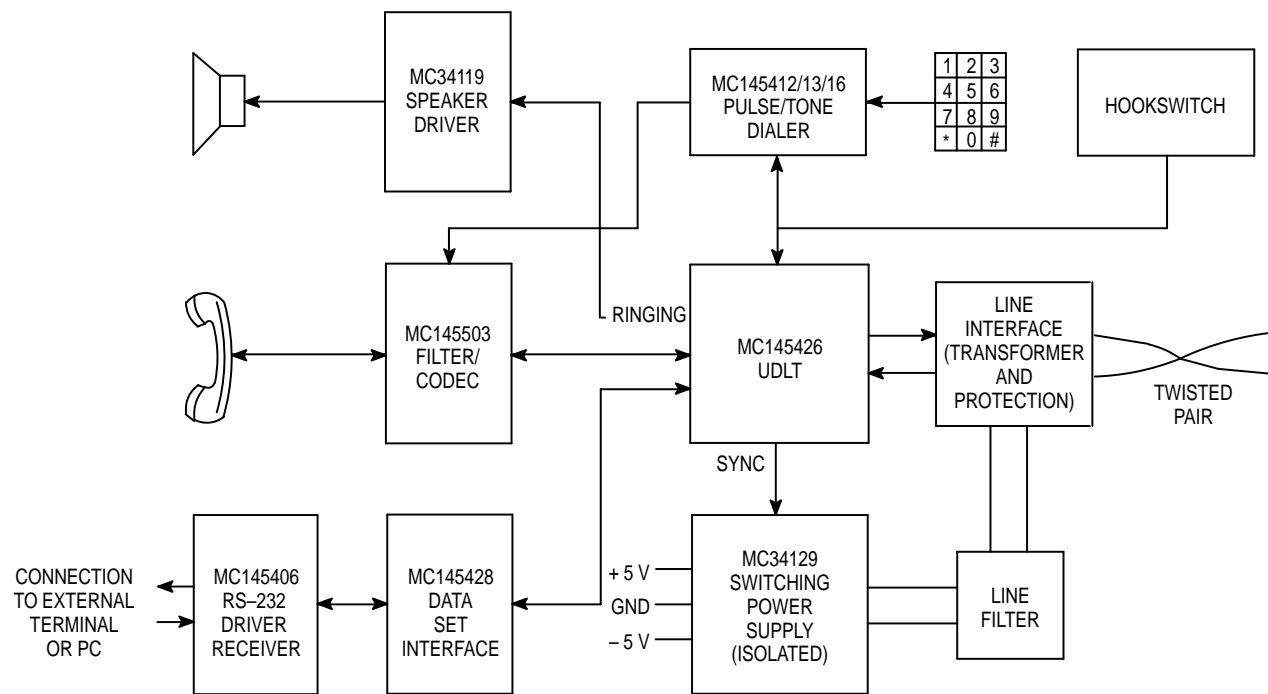 MC34119
SPEAKER
DRIVER
MC145412/13/16
PULSE/TONE
DIALER
1 2 3
4 5 6
7 8 9
* 0 #
HOOKSWITCH
MC145503
FILTER/
CODEC
RINGING
MC145426
UDLT
LINE
INTERFACE
(TRANSFORMER
AND
PROTECTION)
TWISTED
PAIR
SYNC
CONNECTION
TO EXTERNAL
TERMINAL
OR PC
MC145406
RS–232
DRIVER
RECEIVER
MC145428
DATA
SET
INTERFACE
+ 5 V
GND
– 5 V
MC34129
SWITCHING
POWER
SUPPLY
(ISOLATED)
LINE
FILTER